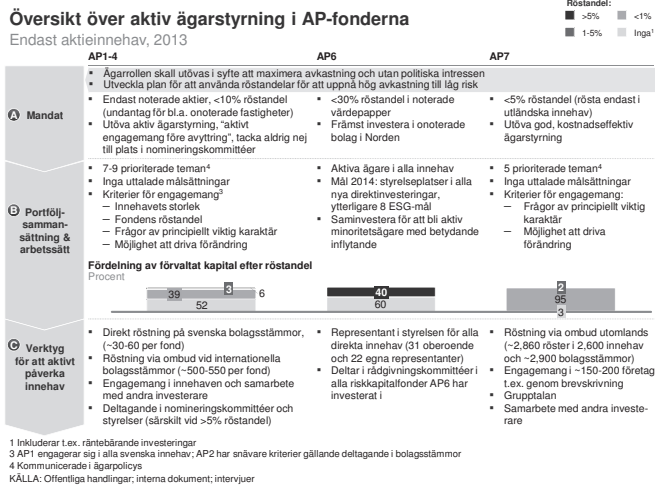 Översikt över aktiv ägarstyrning i AP-fonderna
Endast aktieinnehav, 2013
Röstandel:
>5%
<1%
1-5%
Inga¹
AP1-4
AP6
AP7
A Mandat
▪ Ägarrollen skall utövas i syfte att maximera avkastning och utan politiska intressen
▪ Utveckla plan för att använda röstandelar för att uppnå hög avkastning till låg risk
▪ Endast noterade aktier, <10% röstandel
(undantag för bl.a. onoterade fastigheter)
▪ Utöva aktiv ägarstyrning, "aktivt
engagemang före avyttring", tacka aldrig nej
till plats i nomineringskommittéer
▪ <30% röstandel i noterade
värdepapper
▪ Främst investera i onoterade
bolag i Norden
▪ <5% röstandel (rösta endast i
utländska innehav)
▪ Utöva god, kostnadseffektiv
ägarstyrning
B Portfölj-
samman-
sättning &
arbetssätt
▪ 7-9 prioriterade teman⁴
▪ Inga uttalade målsättningar
▪ Kriterier för engagemang³
– Innehavets storlek
– Fondens röstandel
– Frågor av principiellt viktig karaktär
– Möjlighet att driva förändring
▪ Aktiva ägare i alla innehav
▪ Mål 2014: styrelseplatser i alla
nya direktinvesteringar,
ytterligare 8 ESG-mål
▪ Saminvestera för att bli aktiv
minoritetsägare med betydande
inflytande
▪ 5 prioriterade teman⁴
▪ Inga uttalade målsättningar
▪ Kriterier för engagemang:
– Frågor av principiellt viktig
karaktär
– Möjlighet att driva
förändring
Fördelning av förvaltat kapital efter röstandel
Procent
3
39
6
52
40
60
2
95
3
C Verktyg
för att aktivt
påverka
innehav
▪ Direkt röstning på svenska bolagsstämmor,
(~30-60 per fond)
▪ Röstning via ombud vid internationella
bolagsstämmor (~500-550 per fond)
▪ Engagemang i innehaven och samarbete
med andra investerare
▪ Deltagande i nomineringskommittéer och
styrelser (särskilt vid >5% röstandel)
▪ Representant i styrelsen för alla
direkta innehav (31 oberoende
och 22 egna representanter)
▪ Deltar i rådgivningskommittéer i
alla riskkapitalfonder AP6 har
investerat i
▪ Röstning via ombud utomlands
(~2,860 röster i 2,600 innehav
och ~2,900 bolagsstämmor)
▪ Engagemang i ~150-200 företag
t.ex. genom brevskrivning
▪ Grupptalan
▪ Samarbete med andra investe-
rare
1 Inkluderar t.ex. räntebärande investeringar
3 AP1 engagerar sig i alla svenska innehav; AP2 har snävare kriterier gällande deltagande i bolagsstämmor
4 Kommunicerade i ägarpolicys
KÄLLA: Offentliga handlingar; interna dokument; intervjuer